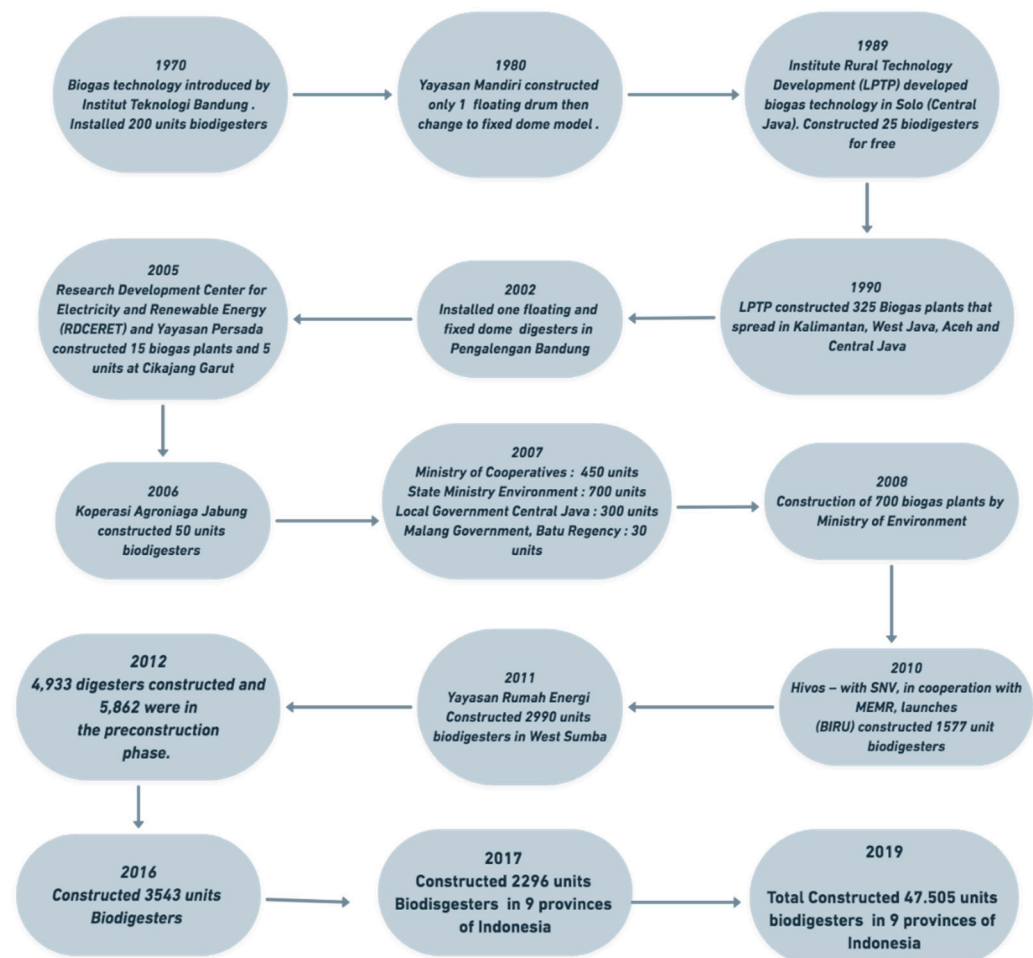 1970
Biogas technology introduced by
Institut Teknologi Bandung .
Installed 200 units biodigesters
1980
Yayasan Mandiri constructed
only 1 floating drum then
change to fixed dome model .
1989
Institute Rural Technology
Development (LPTP) developed
biogas technology in Solo (Central
Java). Constructed 25 biodigesters
for free
1990
LPTP constructed 325 Biogas plants that
spread in Kalimantan, West Java, Aceh and
Central Java
2002
Installed one floating and
fixed dome digesters in
Pengalengan Bandung
2005
Research Development Center for
Electricity and Renewable Energy
(RDCERET) and Yayasan Persada
constructed 15 biogas plants and 5
units at Cikajang Garut
2006
Koperasi Agroniaga Jabung
constructed 50 units
biodigesters
2007
Ministry of Cooperatives : 450 units
State Ministry Environment : 700 units
Local Government Central Java : 300 units
Malang Government, Batu Regency : 30
units
2008
Construction of 700 biogas plants by
Ministry of Environment
2010
Hivos – with SNV, in cooperation with
MEMR, launches
(BIRU) constructed 1577 unit
biodigesters
2011
Yayasan Rumah Energi
Constructed 2990 units
biodigesters in West Sumba
2012
4,933 digesters constructed and
5,862 were in
the preconstruction
phase.
2016
Constructed 3543 units
Biodigesters
2017
Constructed 2296 units
Biodisgesters in 9 provinces
of Indonesia
2019
Total Constructed 47.505 units
biodigesters in 9 provinces of
Indonesia